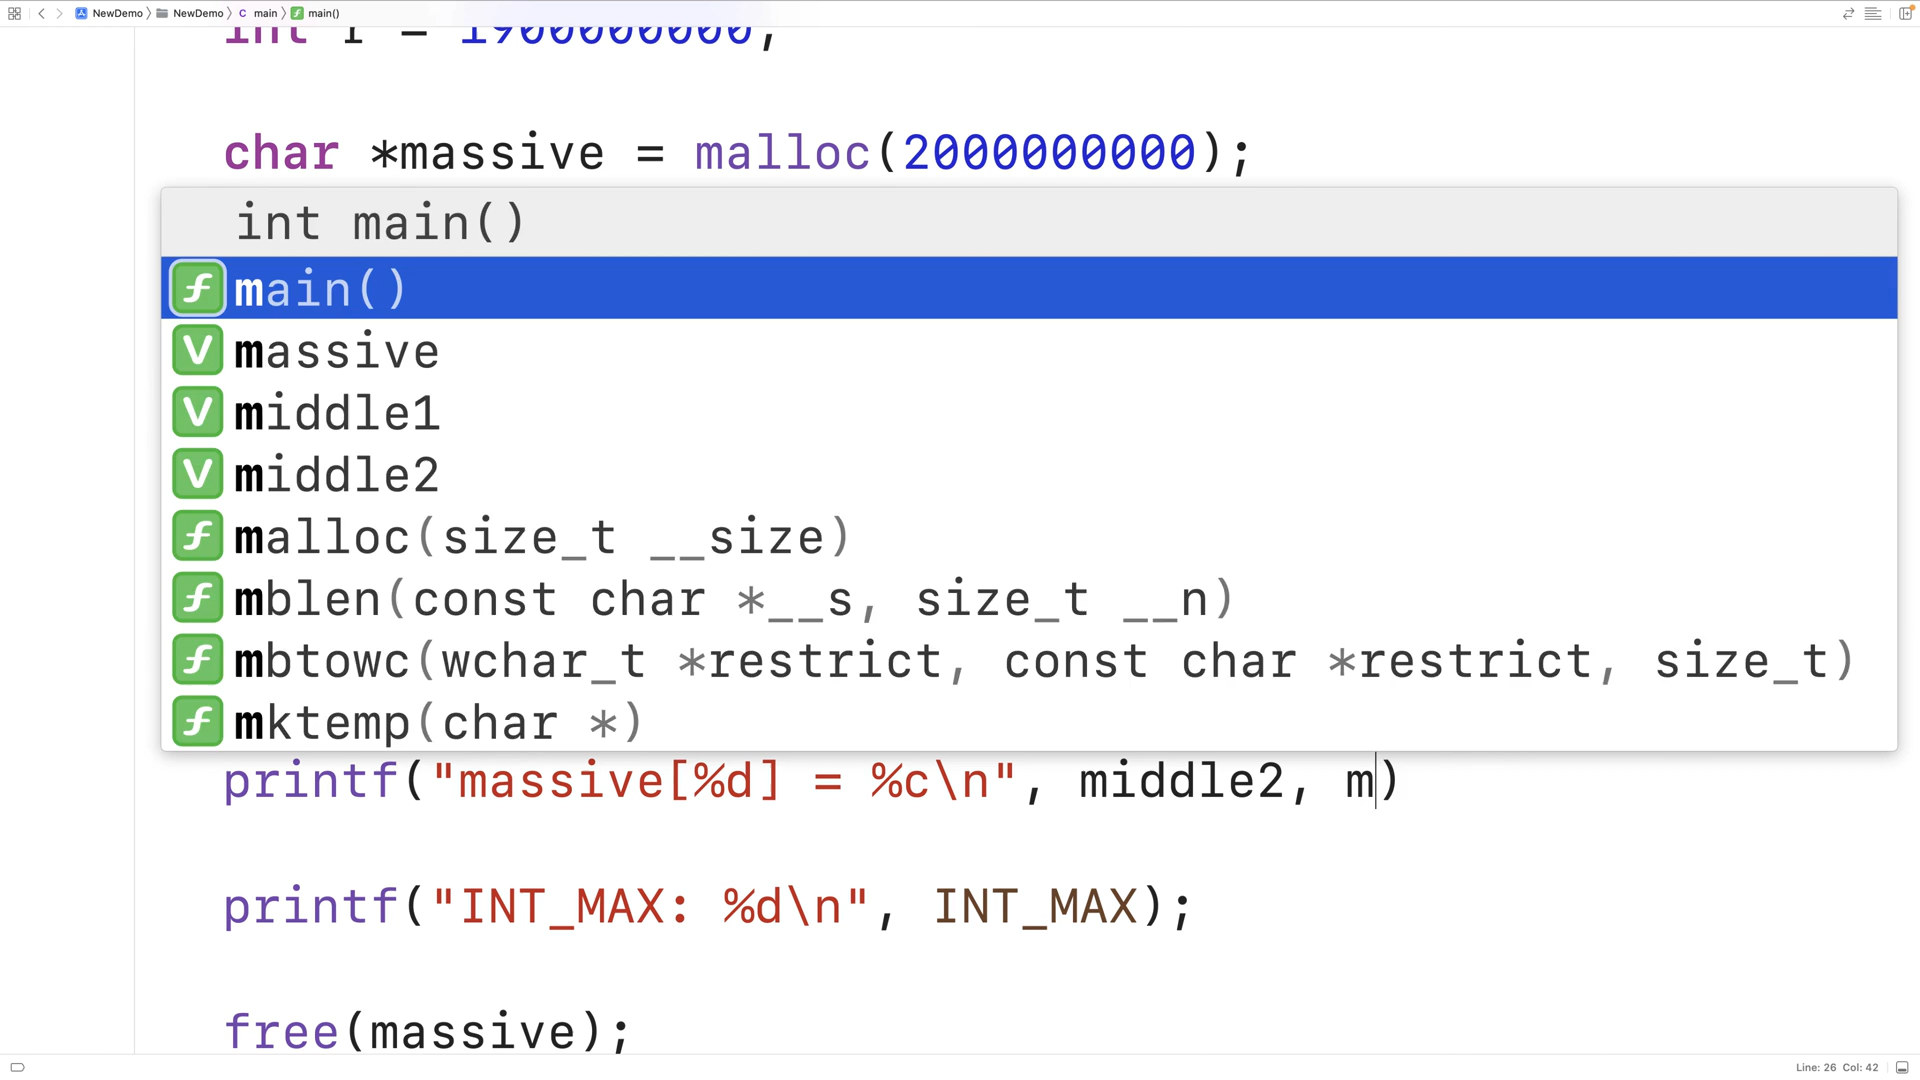 NewDemo NewDemo C main f main()
int r = 1900000000;
char *massive = malloc(2000000000);
int main()
f main()
V massive
V middle1
V middle2
f malloc(size_t __size)
f mblen(const char *__s, size_t __n)
f mbtowc(wchar_t *restrict, const char *restrict, size_t)
f mktemp(char *)
printf("massive[%d] = %c\n", middle2, m)
printf("INT_MAX: %d\n", INT_MAX);
free(massive);
Line: 26 Col: 42